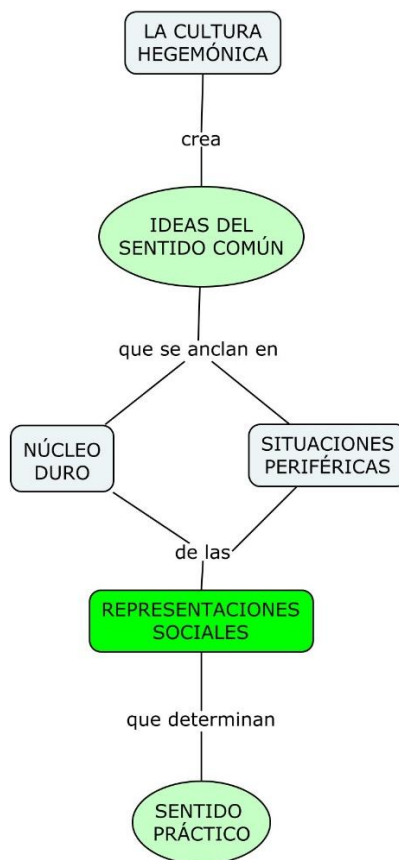 LA CULTURA
HEGEMÓNICA
crea
IDEAS DEL
SENTIDO COMÚN
que se anclan en
NÚCLEO
DURO
SITUACIONES
PERIFÉRICAS
de las
REPRESENTACIONES
SOCIALES
que determinan
SENTIDO
PRÁCTICO